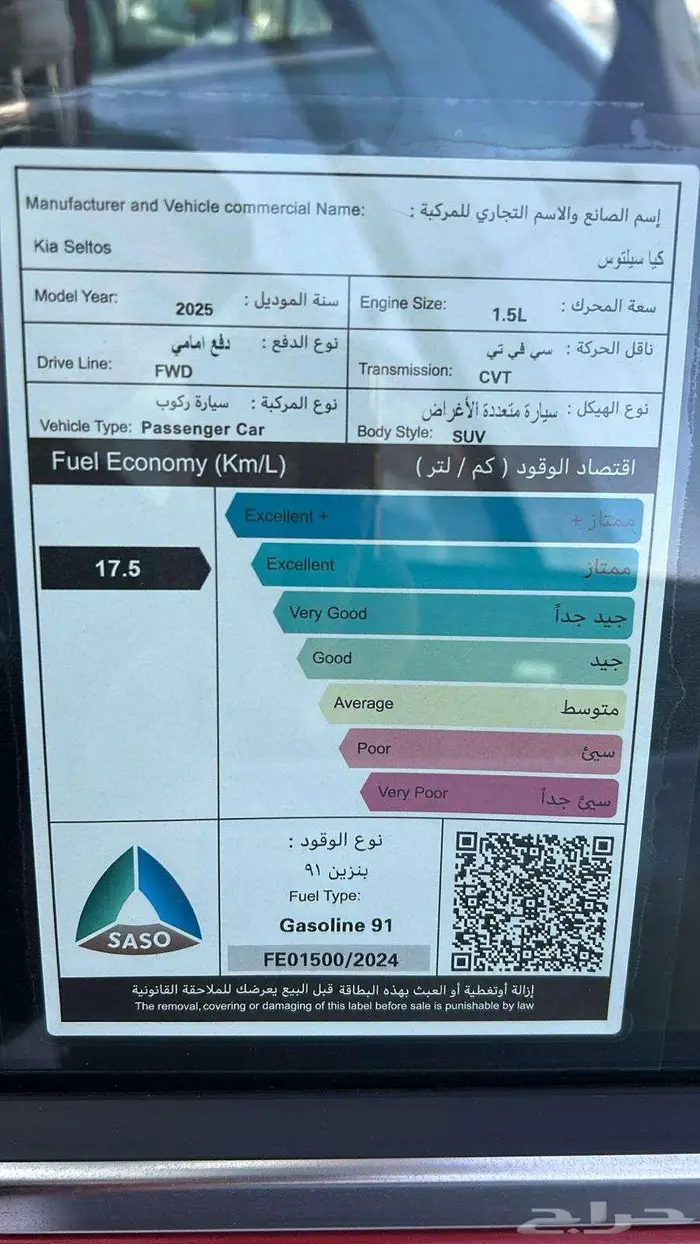 Manufacturer and Vehicle commercial Name: إسم الصانع والاسم التجاري للمركبة :
Kia Seltos كيا سيلتوس
Model Year: 2025 سنة الموديل :
Engine Size: 1.5L سعة المحرك :
نوع الدفع : دفع امامي
Drive Line: FWD
ناقل الحركة : سي في تي
Transmission: CVT
نوع المركبة : سيارة ركوب
Vehicle Type: Passenger Car
نوع الهيكل : سيارة متعددة الأغراض
Body Style: SUV
Fuel Economy (Km/L) اقتصاد الوقود ( كم / لتر )
Excellent + ممتاز +
17.5
Excellent ممتاز
Very Good جيد جداً
Good جيد
Average متوسط
Poor سيئ
Very Poor سيئ جداً
SASO
نوع الوقود :
بنزين ٩١
Fuel Type:
Gasoline 91
FE01500/2024
إزالة أوتغطية أو العبث بهذه البطاقة قبل البيع يعرضك للملاحقة القانونية
The removal, covering or damaging of this label before sale is punishable by law
حراج